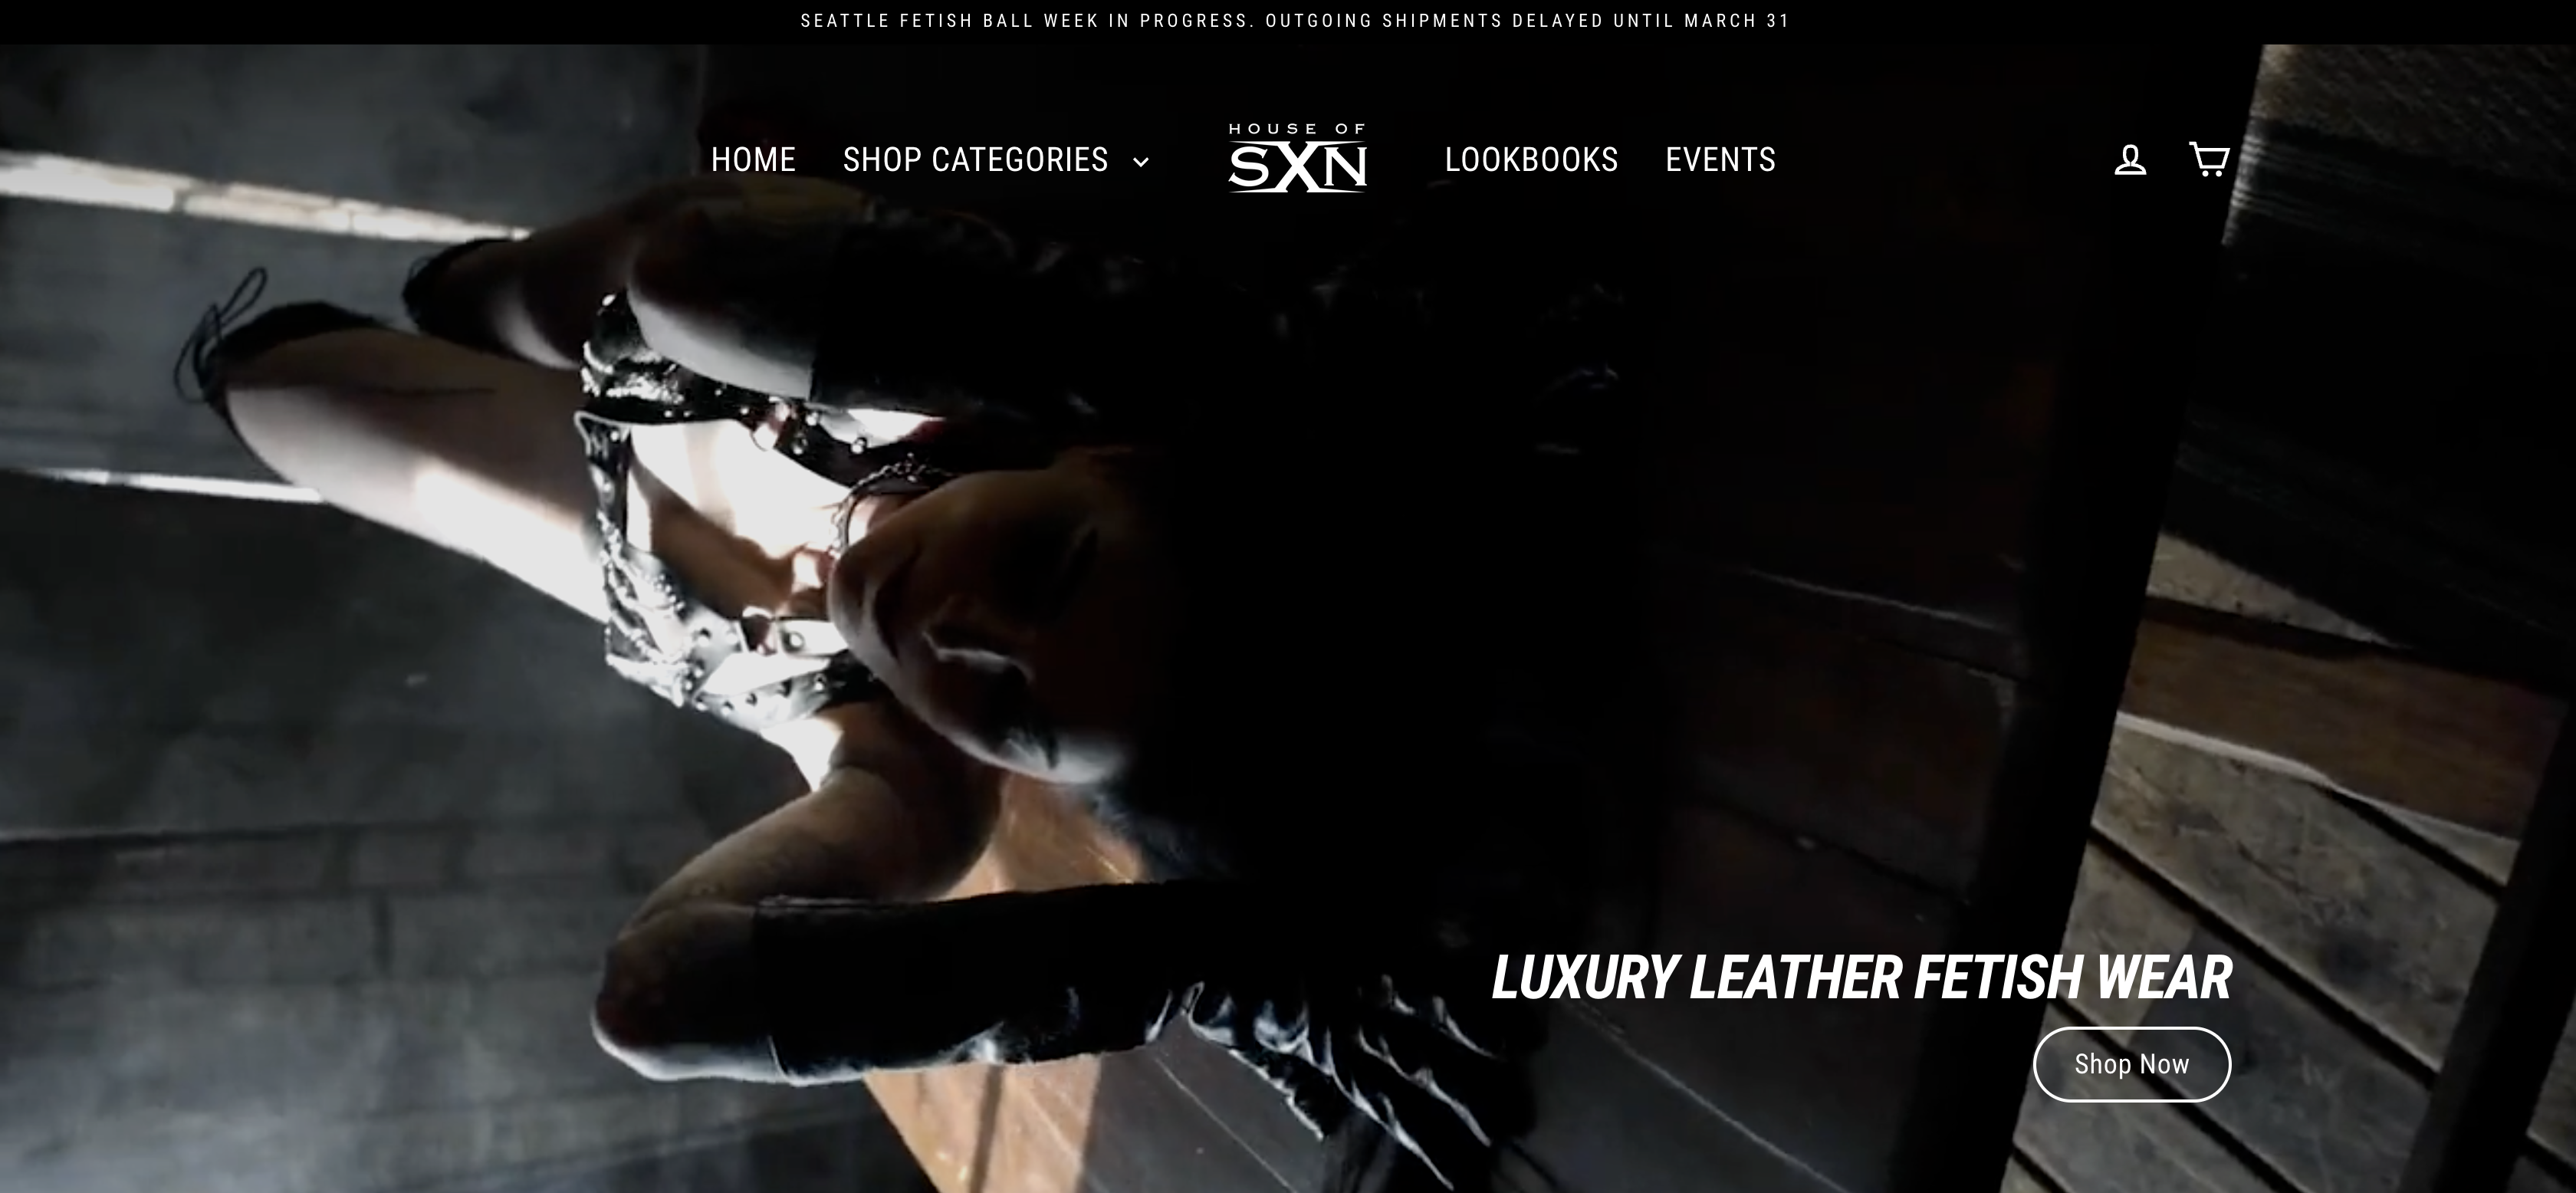 SEATTLE FETISH BALL WEEK IN PROGRESS. OUTGOING SHIPMENTS DELAYED UNTIL MARCH 31
HOME
SHOP CATEGORIES
HOUSE OF
SXN
LOOKBOOKS
EVENTS
LUXURY LEATHER FETISH WEAR
Shop Now